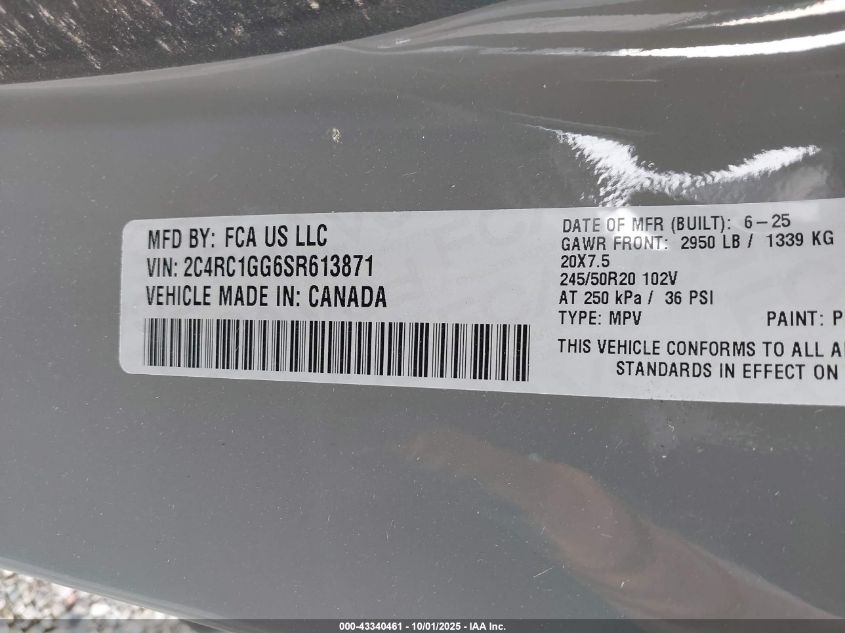 MFD BY: FCA US LLC
VIN: 2C4RC1GG6SR613871
VEHICLE MADE IN: CANADA
DATE OF MFR (BUILT): 6-25
GAWR FRONT: 2950 LB / 1339 KG
20X7.5
245/50R20 102V
AT 250 kPa / 36 PSI
TYPE: MPV PAINT: P
THIS VEHICLE CONFORMS TO ALL A
STANDARDS IN EFFECT ON
000-43340461 - 10/01/2025 - IAA Inc.